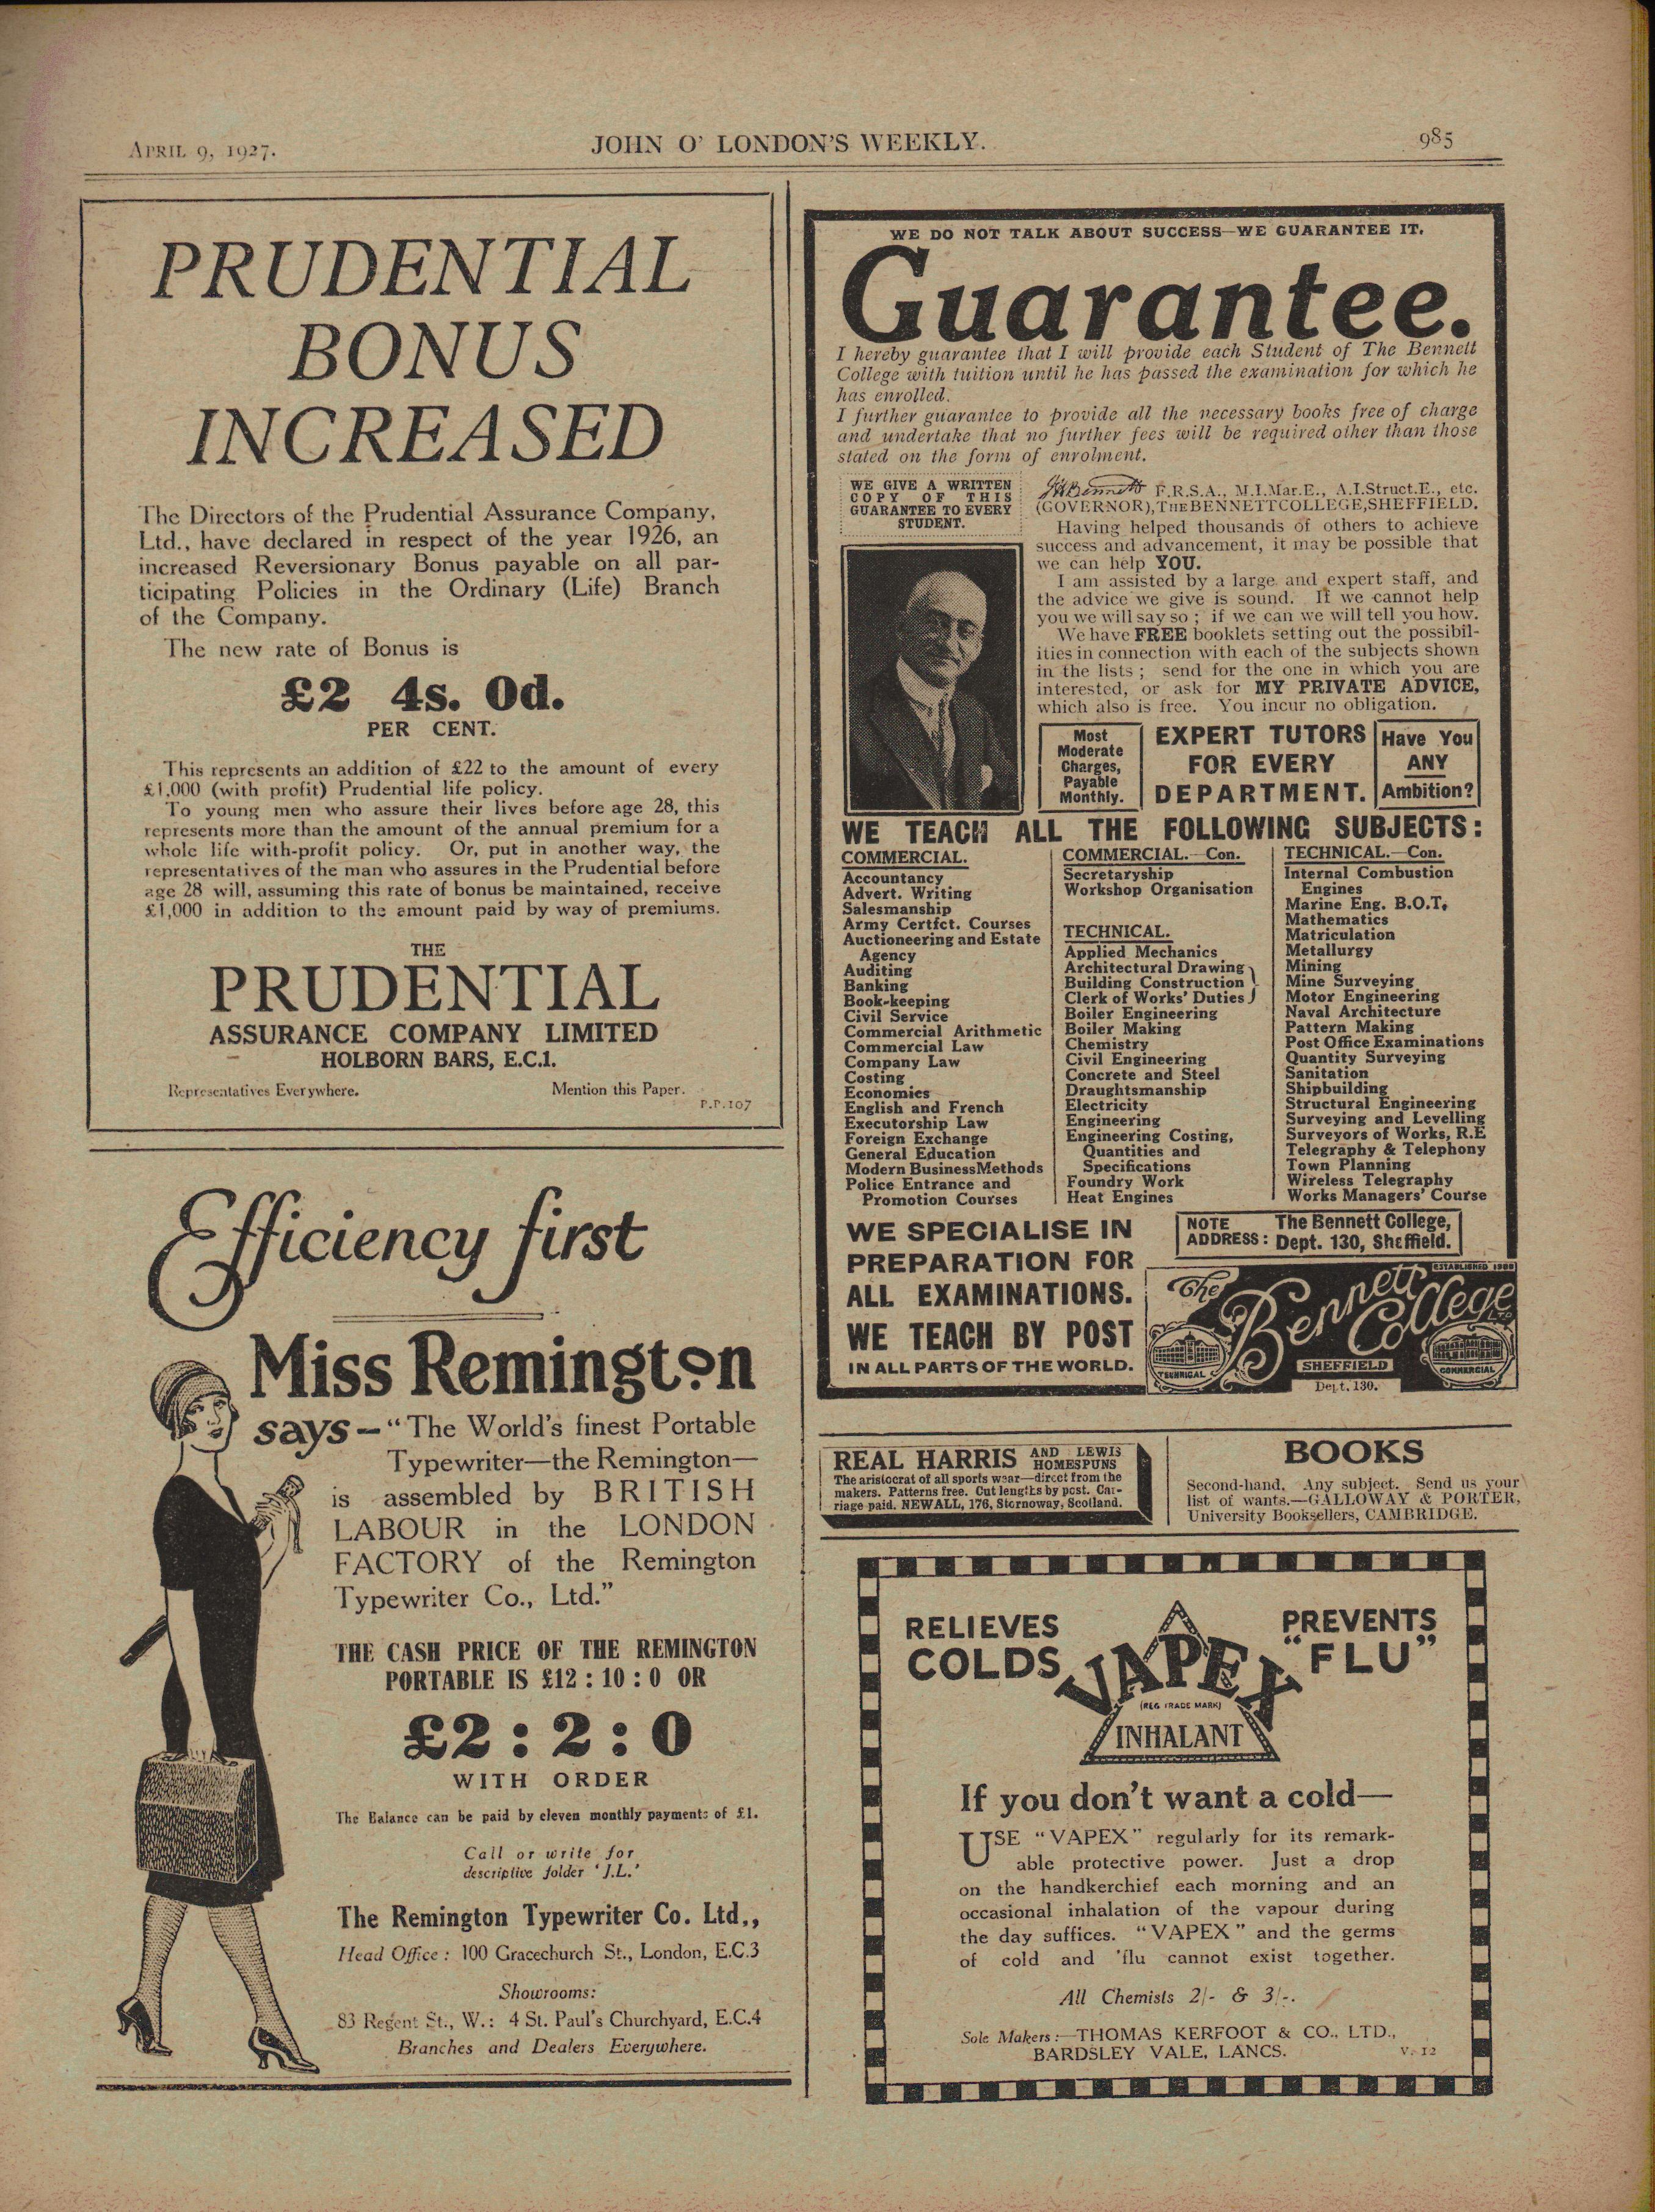 APRIL 9, 1927.
JOHN O' LONDON'S WEEKLY.
985
PRUDENTIAL
BONUS
INCREASED
The Directors of the Prudential Assurance Company,
Ltd., have declared in respect of the year 1926, an
increased Reversionary Bonus payable on all par-
ticipating Policies in the Ordinary (Life) Branch
of the Company.
The new rate of Bonus is
£2 4s. 0d.
PER CENT.
This represents an addition of £22 to the amount of every
£1,000 (with profit) Prudential life policy.
To young men who assure their lives before age 28, this
represents more than the amount of the annual premium for a
whole life with-profit policy. Or, put in another way, the
representatives of the man who assures in the Prudential before
age 28 will, assuming this rate of bonus be maintained, receive
£1,000 in addition to the amount paid by way of premiums.
THE
PRUDENTIAL
ASSURANCE COMPANY LIMITED
HOLBORN BARS, E.C.1.
Representatives Everywhere. Mention this Paper.
P.P.107
Efficiency first
Miss Remington
says—"The World's finest Portable
Typewriter—the Remington—
is assembled by BRITISH
LABOUR in the LONDON
FACTORY of the Remington
Typewriter Co., Ltd."
THE CASH PRICE OF THE REMINGTON
PORTABLE IS £12 : 10 : 0 OR
£2 : 2 : 0
WITH ORDER
The Balance can be paid by eleven monthly payments of £1.
Call or write for
descriptive folder 'J.L.'
The Remington Typewriter Co. Ltd.,
Head Office : 100 Gracechurch St., London, E.C.3
Showrooms:
83 Regent St., W.: 4 St. Paul's Churchyard, E.C.4
Branches and Dealers Everywhere.
WE DO NOT TALK ABOUT SUCCESS—WE GUARANTEE IT.
Guarantee.
I hereby guarantee that I will provide each Student of The Bennett
College with tuition until he has passed the examination for which he
has enrolled.
I further guarantee to provide all the necessary books free of charge
and undertake that no further fees will be required other than those
stated on the form of enrolment.
WE GIVE A WRITTEN
COPY OF THIS
GUARANTEE TO EVERY
STUDENT.
JW Bennett F.R.S.A., M.I.Mar.E., A.I.Struct.E., etc.
(GOVERNOR), THE BENNETT COLLEGE, SHEFFIELD.
Having helped thousands of others to achieve
success and advancement, it may be possible that
we can help YOU.
I am assisted by a large and expert staff, and
the advice we give is sound. If we cannot help
you we will say so ; if we can we will tell you how.
We have FREE booklets setting out the possibil-
ities in connection with each of the subjects shown
in the lists ; send for the one in which you are
interested, or ask for MY PRIVATE ADVICE,
which also is free. You incur no obligation.
Most
Moderate
Charges,
Payable
Monthly.
EXPERT TUTORS
FOR EVERY
DEPARTMENT.
Have You
ANY
Ambition?
WE TEACH ALL THE FOLLOWING SUBJECTS:
COMMERCIAL.
Accountancy
Advert. Writing
Salesmanship
Army Certfct. Courses
Auctioneering and Estate
Agency
Auditing
Banking
Book-keeping
Civil Service
Commercial Arithmetic
Commercial Law
Company Law
Costing
Economics
English and French
Executorship Law
Foreign Exchange
General Education
Modern Business Methods
Police Entrance and
Promotion Courses
COMMERCIAL.—Con.
Secretaryship
Workshop Organisation
TECHNICAL.
Applied Mechanics
Architectural Drawing
Building Construction
Clerk of Works' Duties
Boiler Engineering
Boiler Making
Chemistry
Civil Engineering
Concrete and Steel
Draughtsmanship
Electricity
Engineering
Engineering Costing,
Quantities and
Specifications
Foundry Work
Heat Engines
TECHNICAL.—Con.
Internal Combustion
Engines
Marine Eng. B.O.T.
Mathematics
Matriculation
Metallurgy
Mining
Mine Surveying
Motor Engineering
Naval Architecture
Pattern Making
Post Office Examinations
Quantity Surveying
Sanitation
Shipbuilding
Structural Engineering
Surveying and Levelling
Surveyors of Works, R.E
Telegraphy & Telephony
Town Planning
Wireless Telegraphy
Works Managers' Course
WE SPECIALISE IN
PREPARATION FOR
ALL EXAMINATIONS.
WE TEACH BY POST
IN ALL PARTS OF THE WORLD.
NOTE ADDRESS: The Bennett College,
Dept. 130, Sheffield.
ESTABLISHED 1900
The Bennett College LTD
SHEFFIELD
TECHNICAL
COMMERCIAL
Dept. 130.
REAL HARRIS AND LEWIS
HOMESPUNS
The aristocrat of all sports wear—direct from the
makers. Patterns free. Cut lengths by post. Car-
riage paid. NEWALL, 176, Stornoway, Scotland.
BOOKS
Second-hand. Any subject. Send us your
list of wants.—GALLOWAY & PORTER,
University Booksellers, CAMBRIDGE.
RELIEVES
COLDS
VAPEX
(REG TRADE MARK)
INHALANT
PREVENTS
"FLU"
If you don't want a cold—
USE "VAPEX" regularly for its remark-
able protective power. Just a drop
on the handkerchief each morning and an
occasional inhalation of the vapour during
the day suffices. "VAPEX" and the germs
of cold and 'flu cannot exist together.
All Chemists 2/- & 3/-.
Sole Makers:—THOMAS KERFOOT & CO., LTD.,
BARDSLEY VALE, LANCS.
V. 12